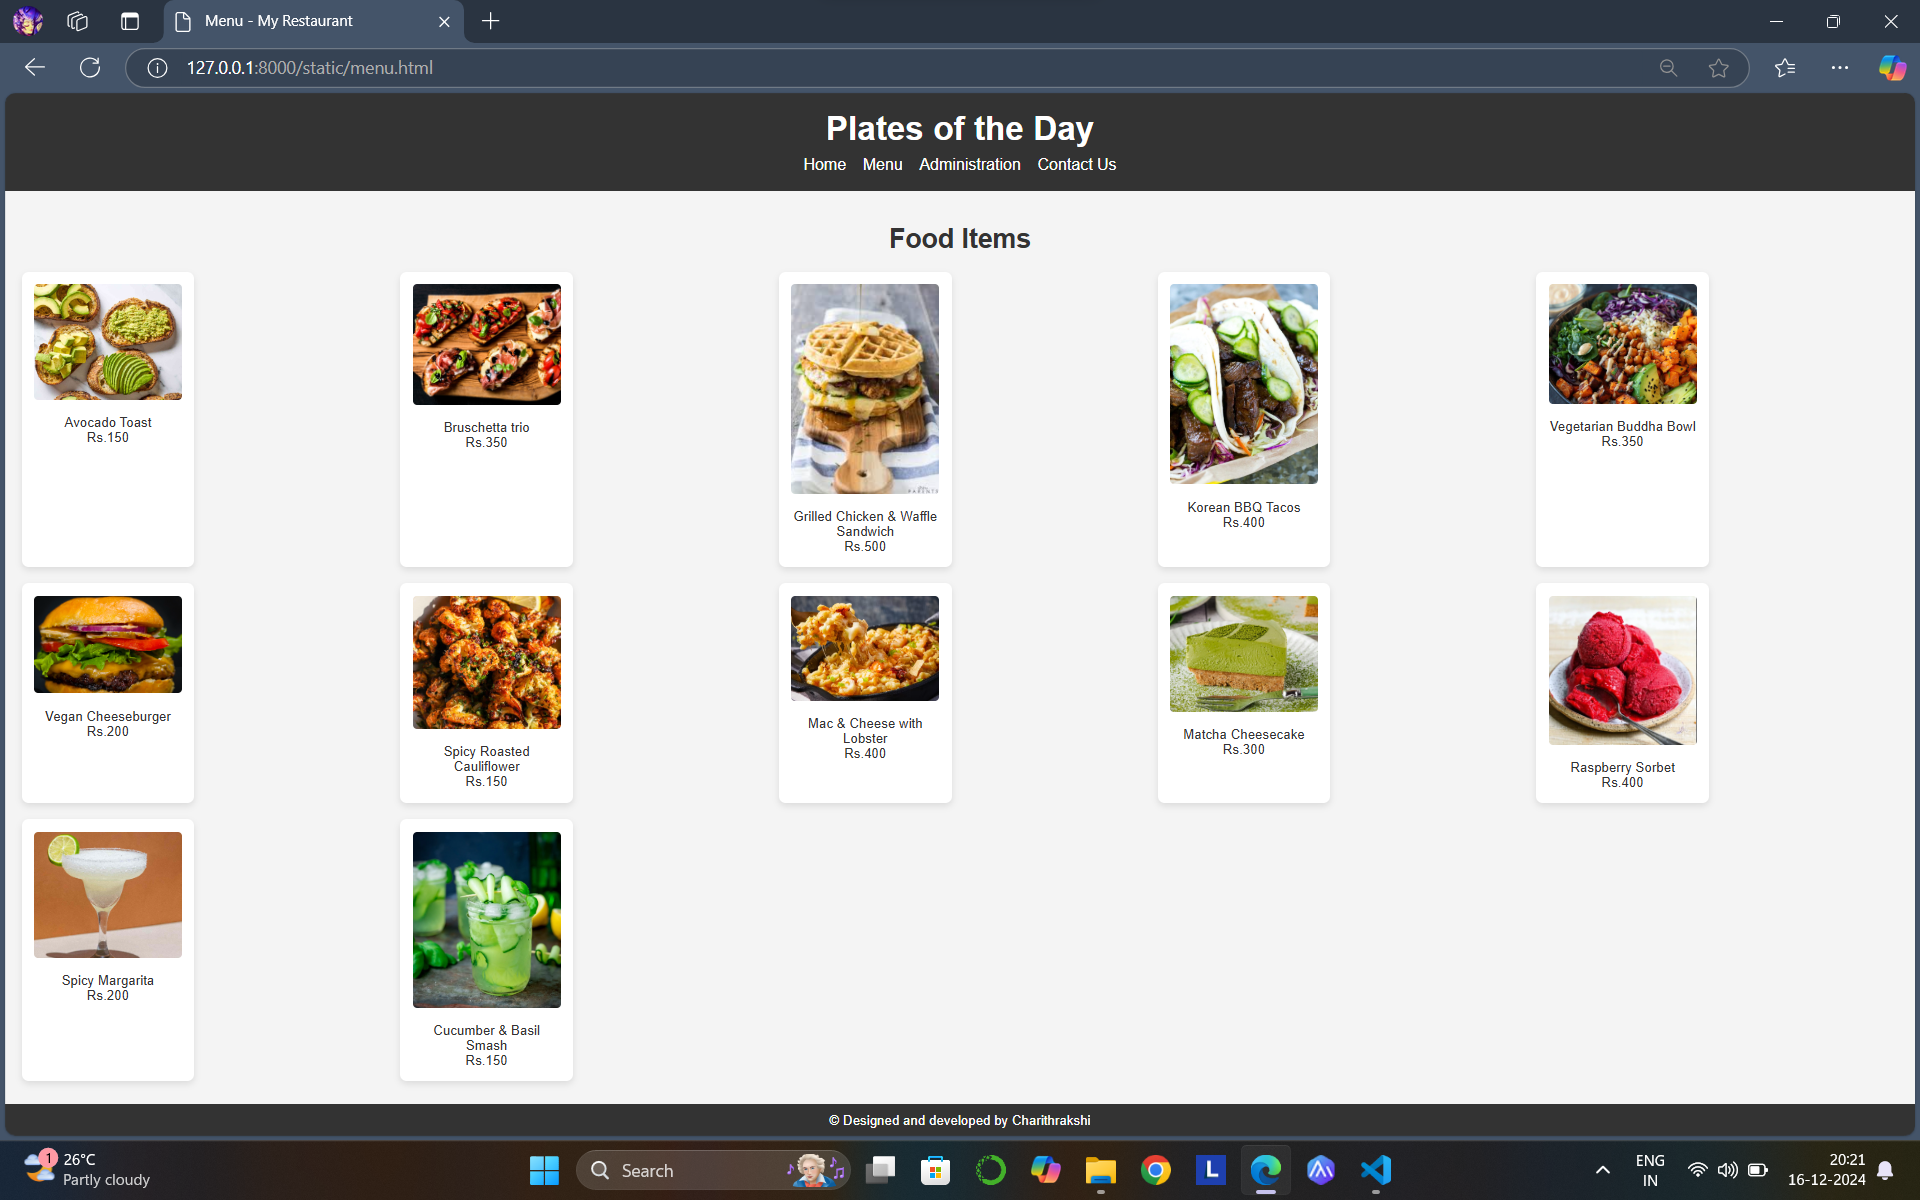 Menu - My Restaurant
127.0.0.1:8000/static/menu.html
Plates of the Day
Home Menu Administration Contact Us
Food Items
Avocado Toast
Rs.150
Bruschetta trio
Rs.350
Grilled Chicken & Waffle
Sandwich
Rs.500
Korean BBQ Tacos
Rs.400
Vegetarian Buddha Bowl
Rs.350
Vegan Cheeseburger
Rs.200
Spicy Roasted
Cauliflower
Rs.150
Mac & Cheese with
Lobster
Rs.400
Matcha Cheesecake
Rs.300
Raspberry Sorbet
Rs.400
Spicy Margarita
Rs.200
Cucumber & Basil
Smash
Rs.150
© Designed and developed by Charithrakshi
1
26°C
Partly cloudy
Search
L
ENG
IN
20:21
16-12-2024